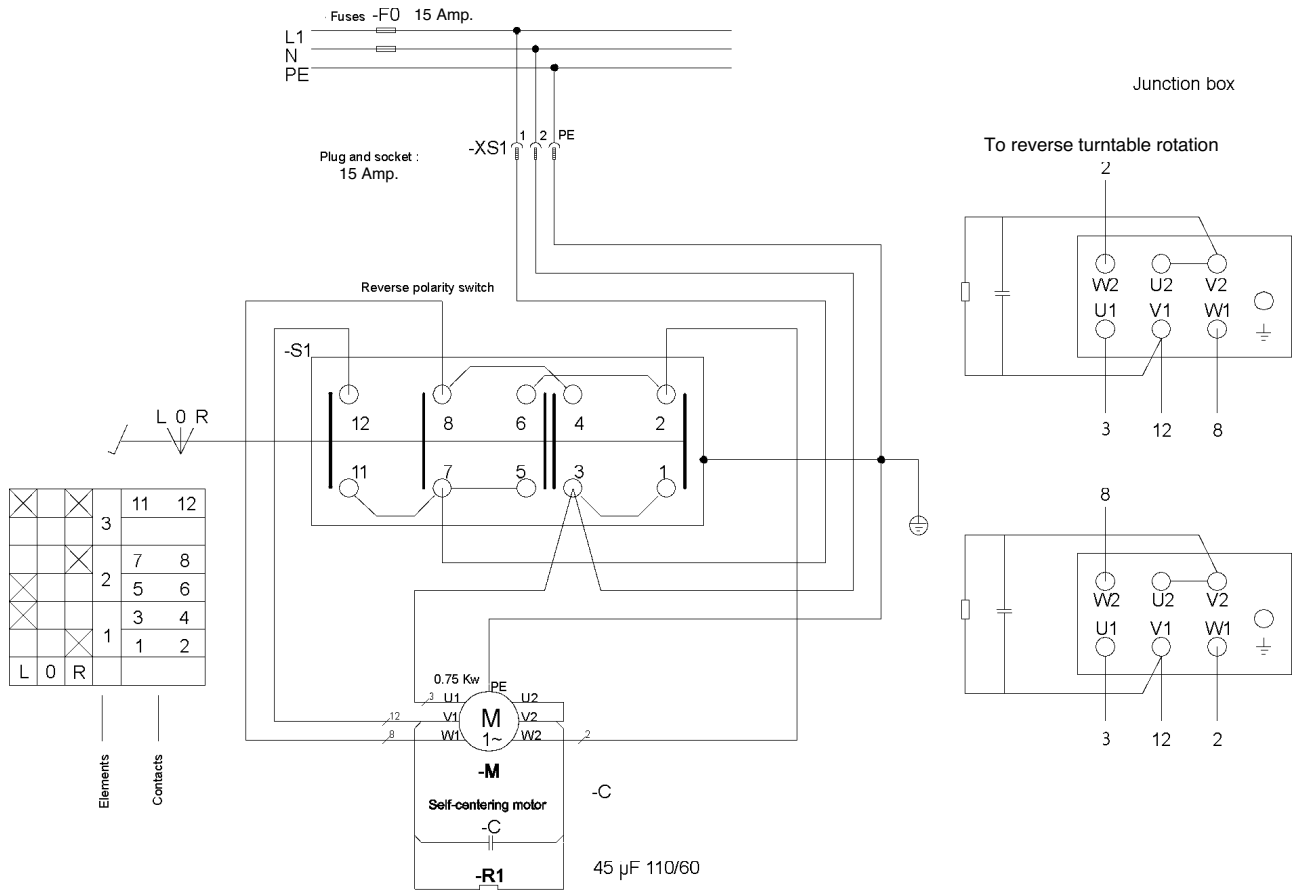 Fuses -F0 15 Amp.
L1
N
PE
Junction box
-XS1 1 2 PE
Plug and socket :
15 Amp.
To reverse turntable rotation
2
W2 U2 V2
U1 V1 W1
3 12 8
Reverse polarity switch
-S1
12 8 6 4 2
11 7 5 3 1
L 0 R
3 11 12
7 8
2
5 6
3 4
1
1 2
L 0 R
Elements
Contacts
8
W2 U2 V2
U1 V1 W1
3 12 2
0.75 Kw PE
3 U1 U2
12 V1 M V2
8 W1 1~ W2 2
-M
Self-centering motor
-C
-C
-R1
45 µF 110/60